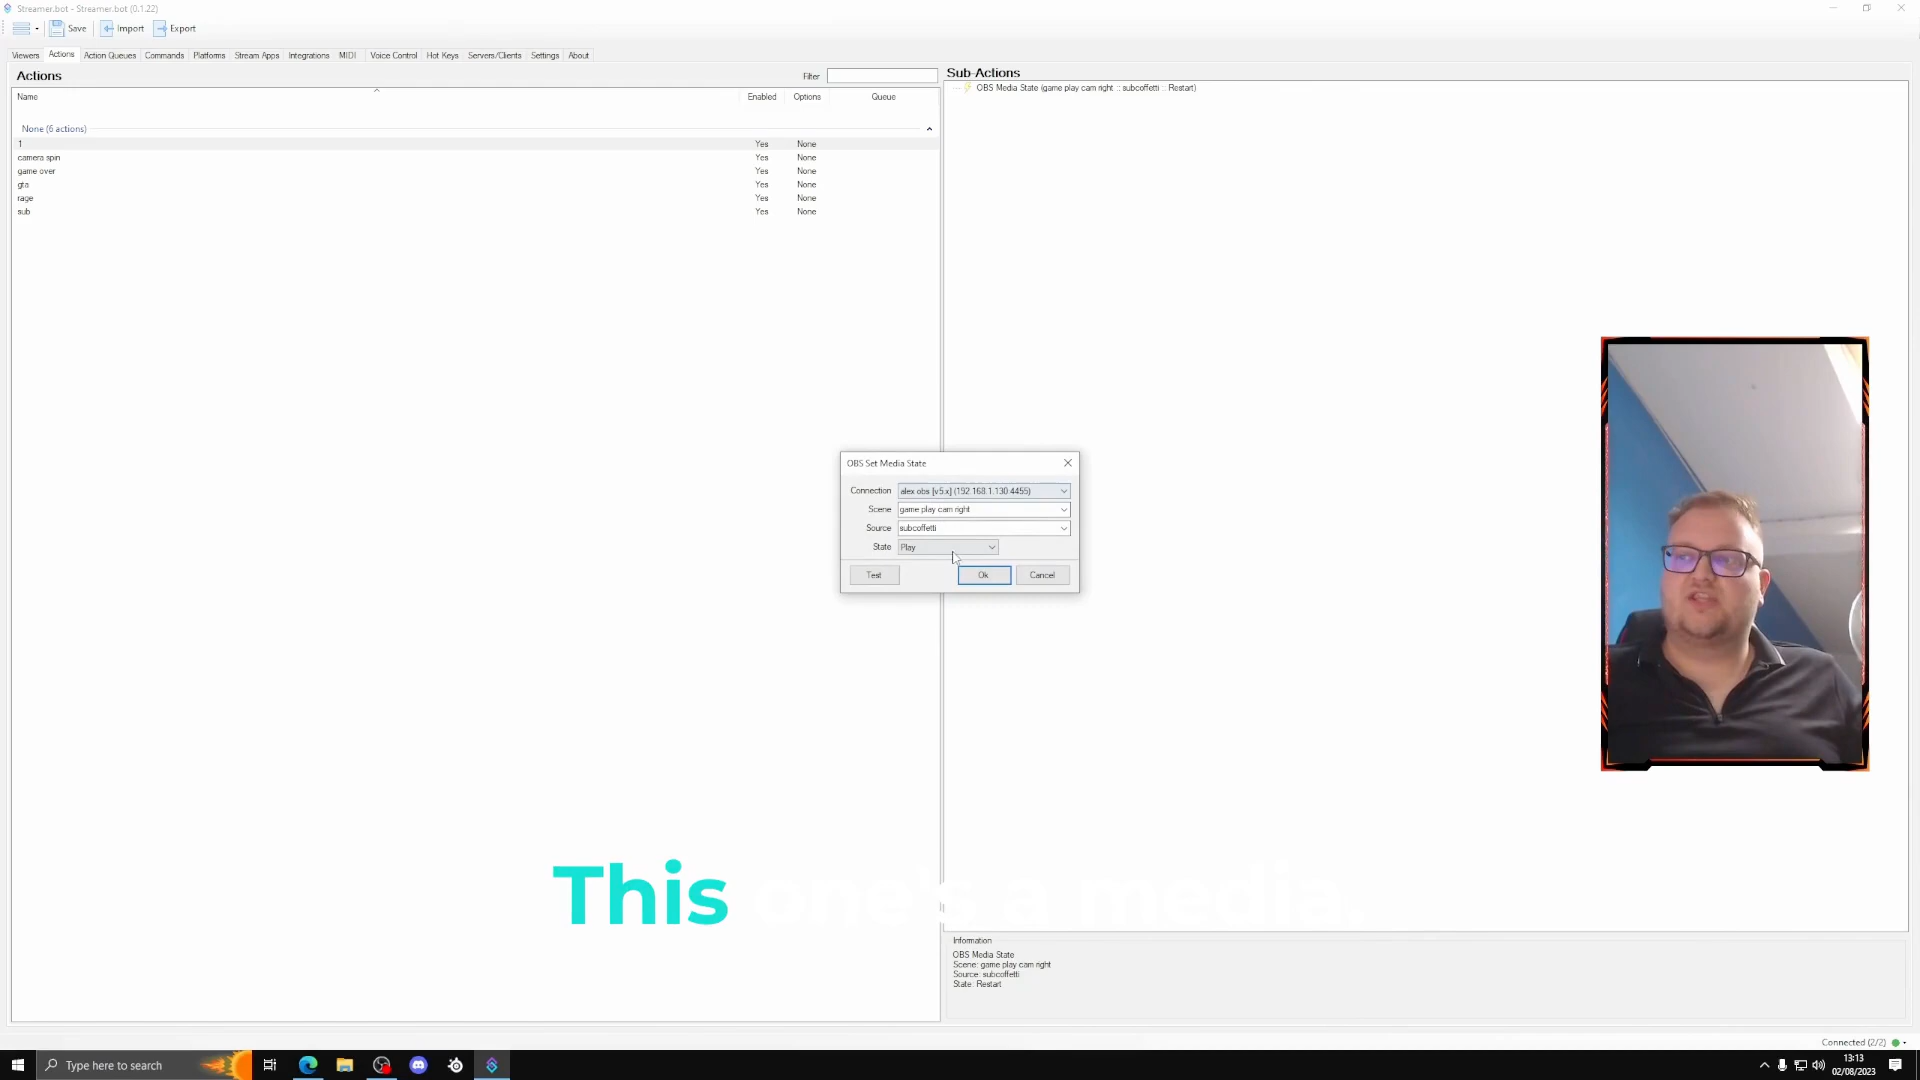 Streamer.bot - Streamer.bot (0.1.22)
Save Import Export
Viewers Actions Action Queues Commands Platforms Stream Apps Integrations MIDI Voice Control Hot Keys Servers/Clients Settings About
Actions
Filter
Sub-Actions
Name Enabled Options Queue
OBS Media State (game play cam right :: subcoffetti :: Restart)
None (6 actions)
1 Yes None
camera spin Yes None
game over Yes None
gta Yes None
rage Yes None
sub Yes None
OBS Set Media State
Connection alex obs [v5.x] (192.168.1.130:4455)
Scene game play cam right
Source subcoffetti
State Play
Test Ok Cancel
This one's a media.
Information
OBS Media State
Scene: game play cam right
Source: subcoffetti
State: Restart
Connected (2/2)
Type here to search
13:13
02/08/2023